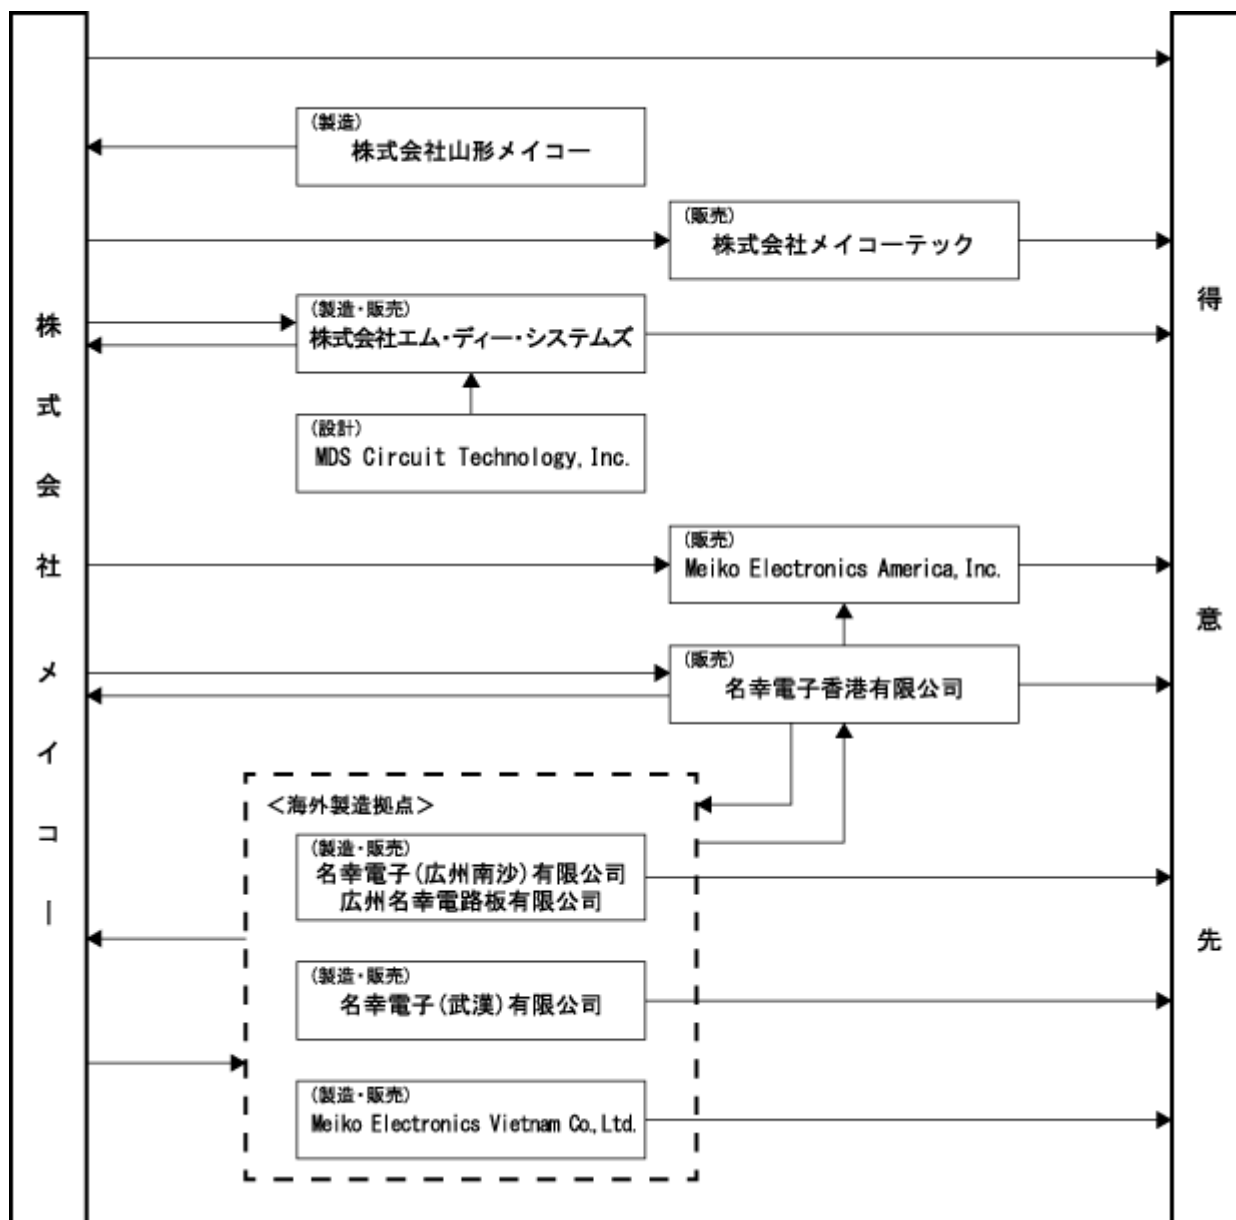 株式会社メイコー
(製造)
株式会社山形メイコー
(販売)
株式会社メイコーテック
(製造・販売)
株式会社エム・ディー・システムズ
(設計)
MDS Circuit Technology, Inc.
(販売)
Meiko Electronics America, Inc.
(販売)
名幸電子香港有限公司
＜海外製造拠点＞
(製造・販売)
名幸電子(広州南沙)有限公司
広州名幸電路板有限公司
(製造・販売)
名幸電子(武漢)有限公司
(製造・販売)
Meiko Electronics Vietnam Co., Ltd.
得意先